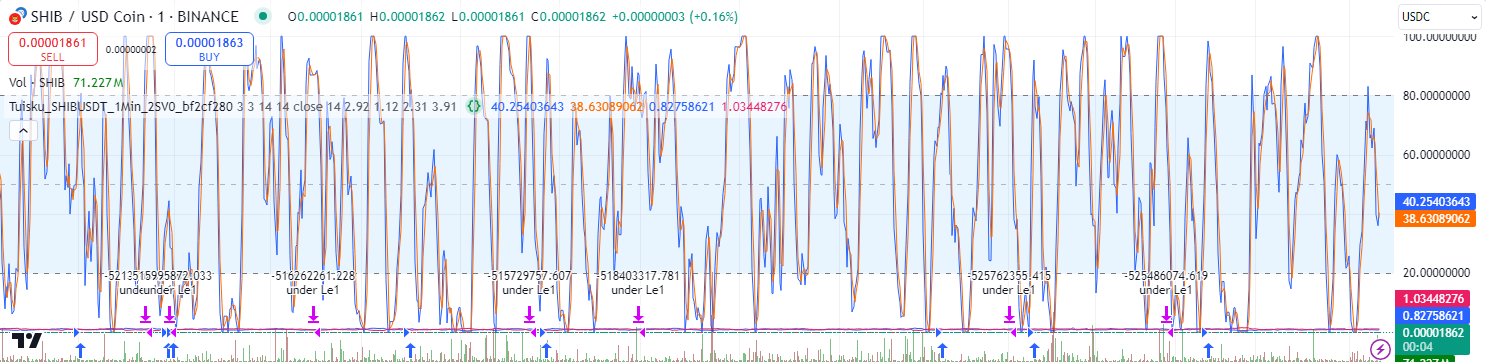 SHIB / USD Coin · 1 · BINANCE O0.00001861 H0.00001862 L0.00001861 C0.00001862 +0.00000003 (+0.16%)
USDC
0.00001861
SELL
0.00000002
0.00001863
BUY
Vol · SHIB 71.227 M
Tuisku_SHIBUSDT_1Min_2SV0_bf2cf280 3 3 14 14 close 14 2.92 1.12 2.31 3.91 {} 40.25403643 38.63089062 0.82758621 1.03448276
100.00000000
80.00000000
60.00000000
40.25403643
38.63089062
20.00000000
-516262261.228
-515729757.607
-518403317.781
-525762355.415
-525486074.619
under Le1
under Le1
under Le1
under Le1
under Le1
under Le1
1.03448276
0.82758621
0.00001862
00:04
71.227 M